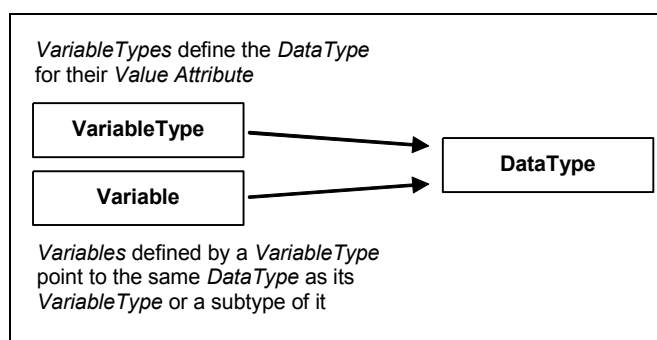 VariableTypes define the DataType
for their Value Attribute
VariableType
DataType
Variable
Variables defined by a VariableType
point to the same DataType as its
VariableType or a subtype of it